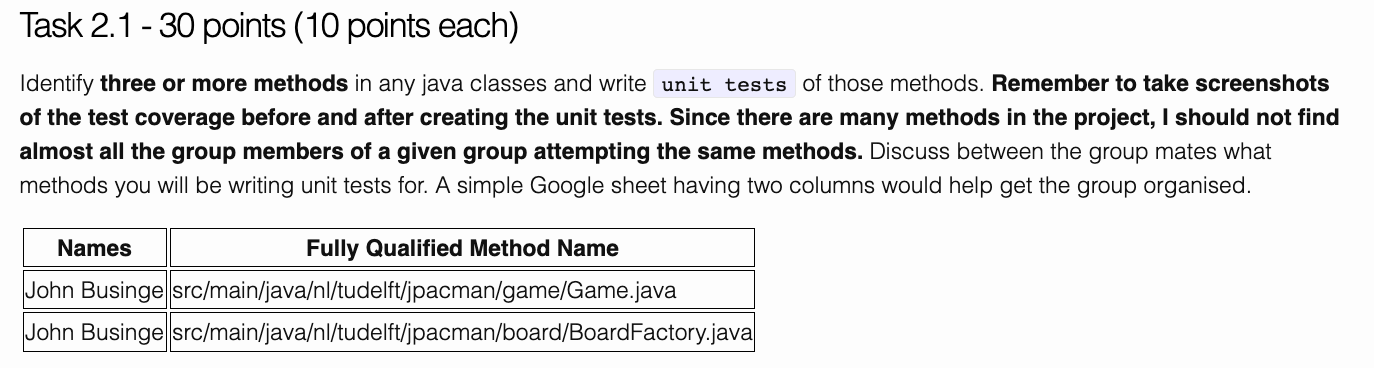 Task 2.1 - 30 points (10 points each)
Identify three or more methods in any java classes and write unit tests of those methods. Remember to take screenshots
of the test coverage before and after creating the unit tests. Since there are many methods in the project, I should not find
almost all the group members of a given group attempting the same methods. Discuss between the group mates what
methods you will be writing unit tests for. A simple Google sheet having two columns would help get the group organised.
Names Fully Qualified Method Name
John Businge src/main/java/nl/tudelft/jpacman/game/Game.java
John Businge src/main/java/nl/tudelft/jpacman/board/BoardFactory.java